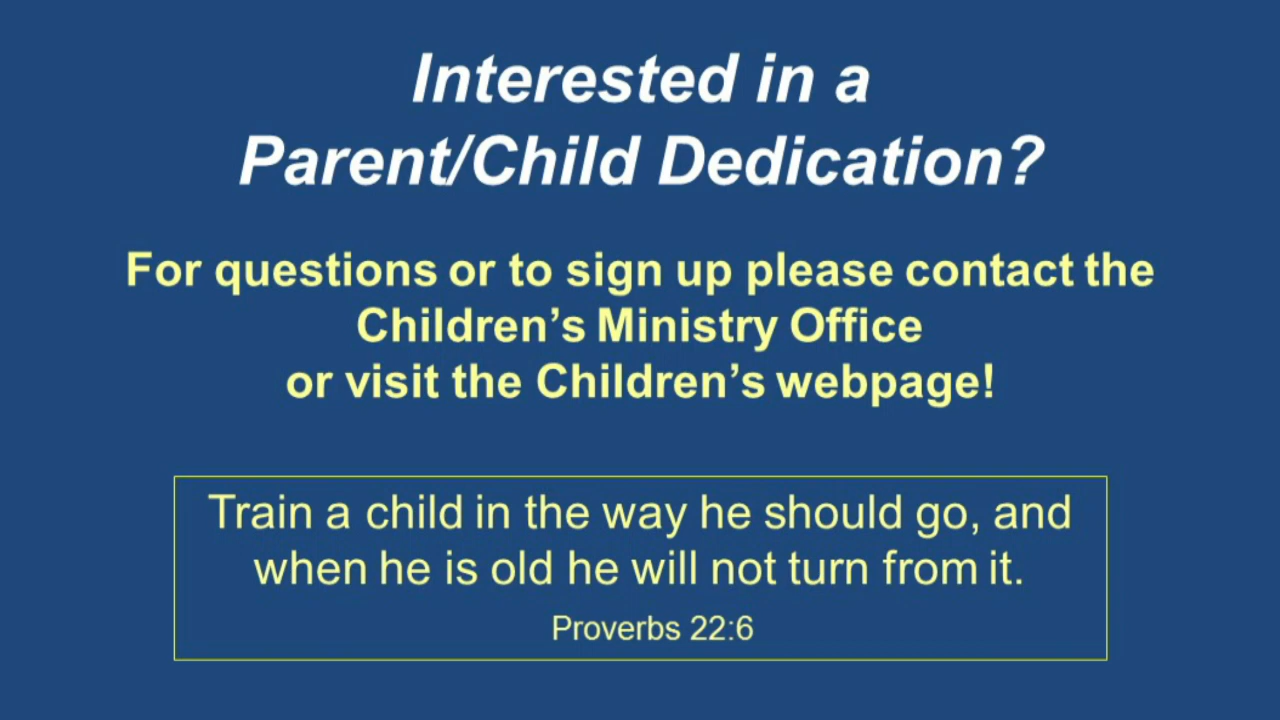 Interested in a
Parent/Child Dedication?
For questions or to sign up please contact the
Children’s Ministry Office
or visit the Children’s webpage!
Train a child in the way he should go, and
when he is old he will not turn from it.
Proverbs 22:6